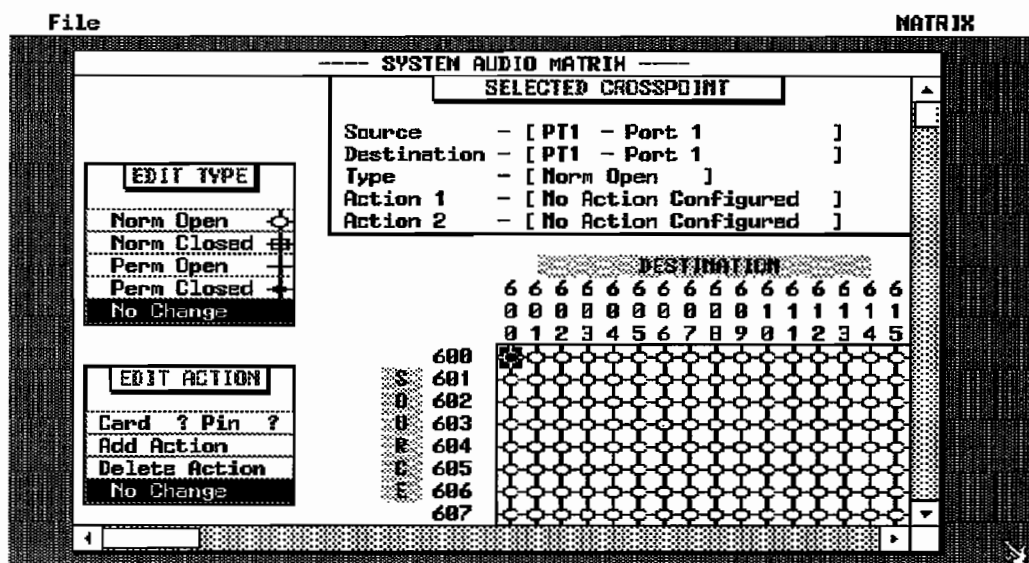 File MATRIX
---- SYSTEM AUDIO MATRIX ----
SELECTED CROSSPOINT
Source - [ PT1 - Port 1 ]
Destination - [ PT1 - Port 1 ]
Type - [ Norm Open ]
Action 1 - [ No Action Configured ]
Action 2 - [ No Action Configured ]
EDIT TYPE
Norm Open
Norm Closed
Perm Open
Perm Closed
No Change
EDIT ACTION
Card ? Pin ?
Add Action
Delete Action
No Change
DESTINATION
6 6 6 6 6 6 6 6 6 6 6 6 6 6 6 6
0 0 0 0 0 0 0 0 0 0 1 1 1 1 1 1
0 1 2 3 4 5 6 7 8 9 0 1 2 3 4 5
SOURCE
600
601
602
603
604
605
606
607